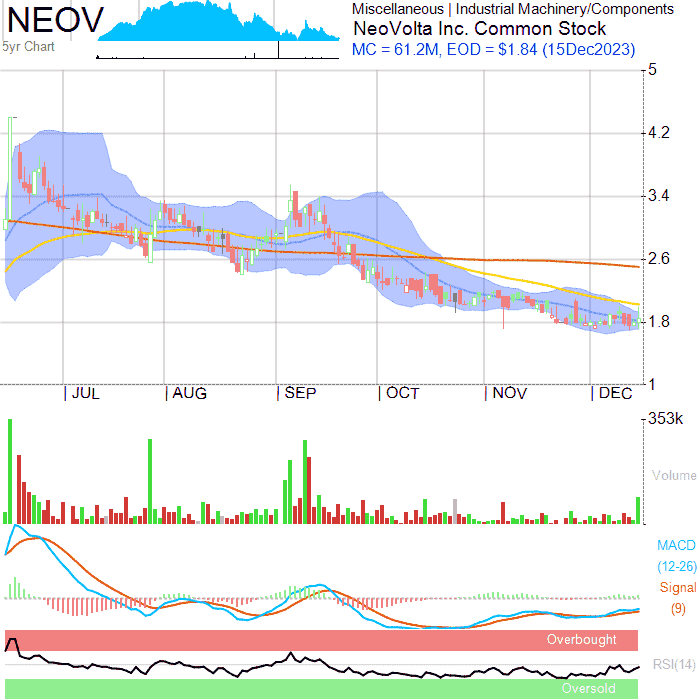 NEOV
5yr Chart
Miscellaneous | Industrial Machinery/Components
NeoVolta Inc. Common Stock
MC = 61.2M, EOD = $1.84 (15Dec2023)
5
4.2
3.4
2.6
1.8
1
JUL AUG SEP OCT NOV DEC
353k
Volume
MACD
(12-26)
Signal
(9)
Overbought
RSI(14)
Oversold